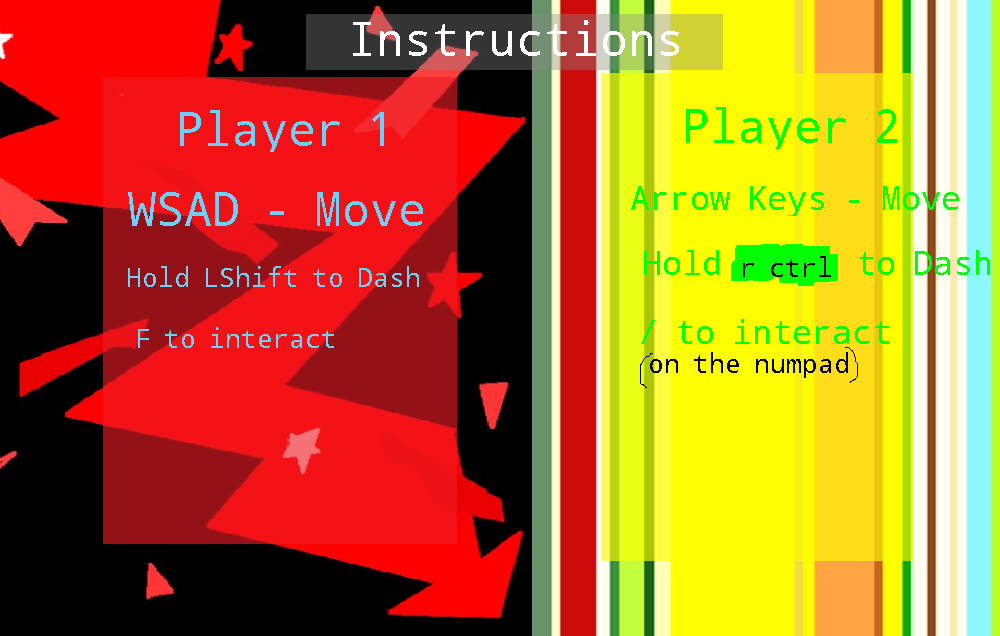 Instructions
Player 1
WSAD - Move
Hold LShift to Dash
F to interact
Player 2
Arrow Keys - Move
Hold r ctrl to Dash
/ to interact
(on the numpad)